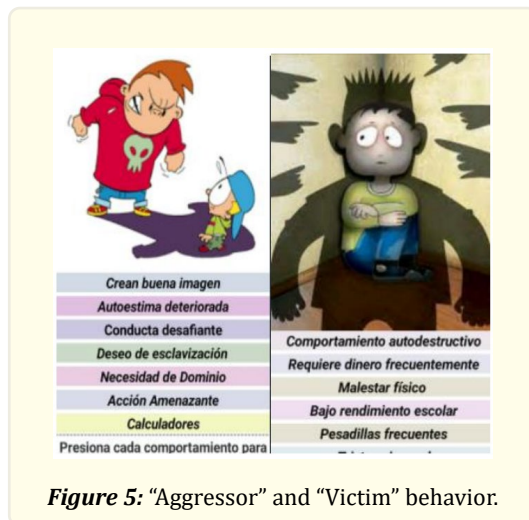 Crean buena imagen
Autoestima deteriorada
Conducta desafiante
Deseo de esclavización
Necesidad de Dominio
Acción Amenazante
Calculadores
Presiona cada comportamiento para
Comportamiento autodestructivo
Requiere dinero frecuentemente
Malestar físico
Bajo rendimiento escolar
Pesadillas frecuentes
Figure 5: “Aggressor” and “Victim” behavior.